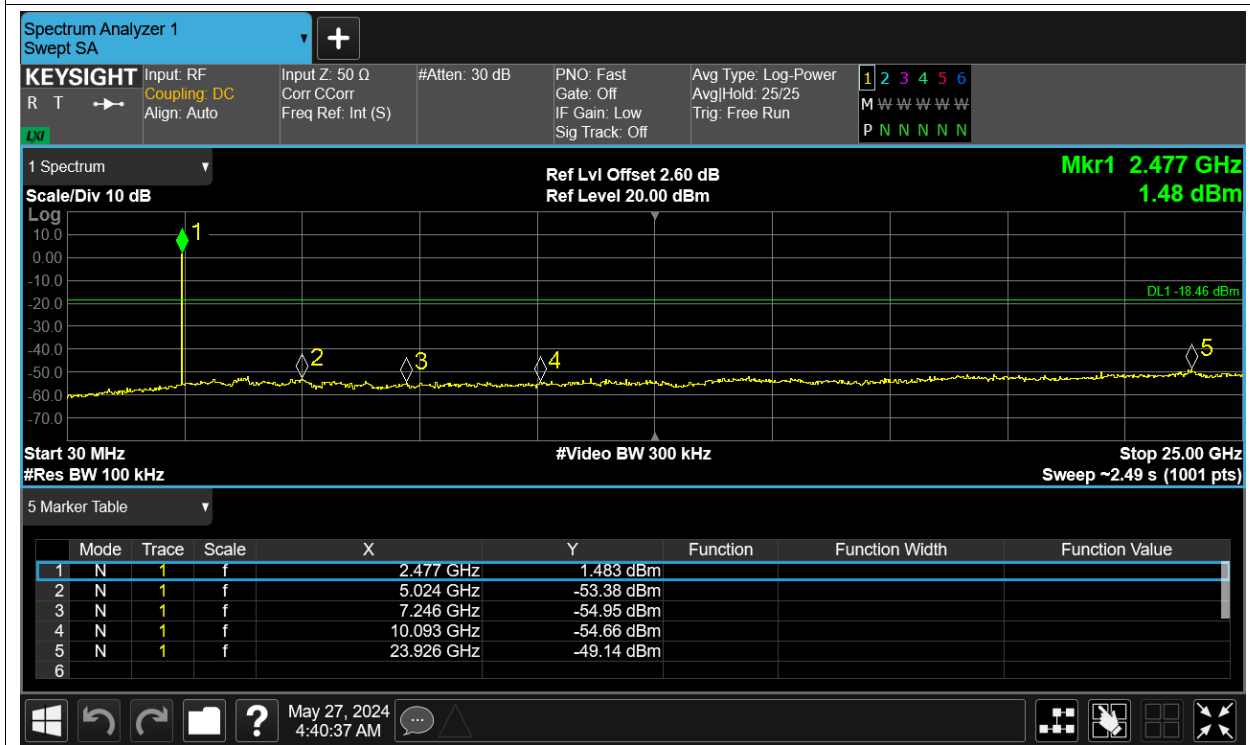 Spectrum Analyzer 1
Swept SA
KEYSIGHT Input: RF Input Z: 50 Ω #Atten: 30 dB PNO: Fast Avg Type: Log-Power 1 2 3 4 5 6
R T Coupling: DC Corr CCorr Gate: Off Avg|Hold: 25/25 M W W W W W
Align: Auto Freq Ref: Int (S) IF Gain: Low Trig: Free Run
LXI Sig Track: Off P N N N N N
1 Spectrum Ref Lvl Offset 2.60 dB Mkr1 2.477 GHz
Scale/Div 10 dB Ref Level 20.00 dBm 1.48 dBm
Log
10.0
0.00
-10.0
-20.0
-30.0
-40.0
-50.0
-60.0
-70.0
1
DL1 -18.46 dBm
2
3
4
5
Start 30 MHz #Video BW 300 kHz Stop 25.00 GHz
#Res BW 100 kHz Sweep ~2.49 s (1001 pts)
5 Marker Table
Mode Trace Scale X Y Function Function Width Function Value
1 N 1 f 2.477 GHz 1.483 dBm
2 N 1 f 5.024 GHz -53.38 dBm
3 N 1 f 7.246 GHz -54.95 dBm
4 N 1 f 10.093 GHz -54.66 dBm
5 N 1 f 23.926 GHz -49.14 dBm
6
? May 27, 2024
4:40:37 AM